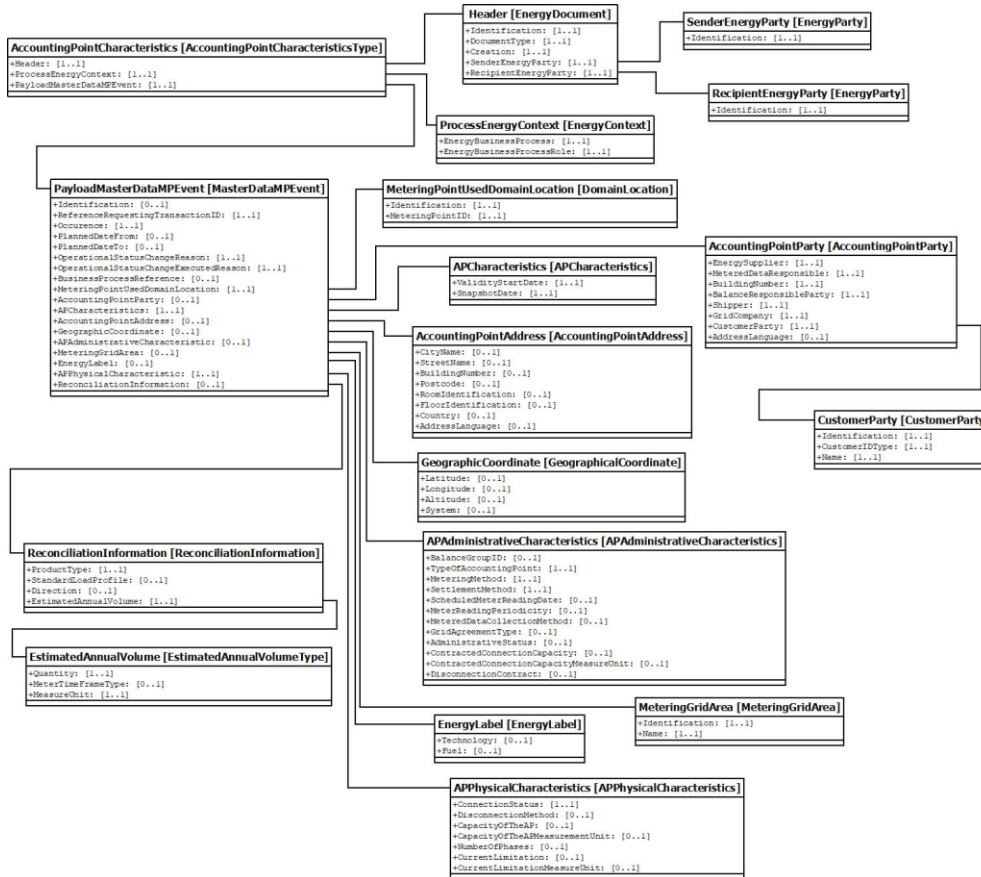 Header [EnergyDocument]
+Identification: [1..1]
+DocumentType: [1..1]
+Creation: [1..1]
+SenderEnergyParty: [1..1]
+RecipientEnergyParty: [1..1]
SenderEnergyParty [EnergyParty]
+Identification: [1..1]
AccountingPointCharacteristics [AccountingPointCharacteristicsType]
+Header: [1..1]
+ProcessEnergyContext: [1..1]
+PayloadMasterDataMPEvent: [1..1]
RecipientEnergyParty [EnergyParty]
+Identification: [1..1]
ProcessEnergyContext [EnergyContext]
+EnergyBusinessProcess: [1..1]
+EnergyBusinessProcessRole: [1..1]
PayloadMasterDataMPEvent [MasterDataMPEvent]
+Identification: [0..1]
+ReferenceRequestingTransactionID: [1..1]
+Occurence: [1..1]
+PlannedDateFrom: [0..1]
+PlannedDateTo: [0..1]
+OperationalStatusChangeReason: [1..1]
+OperationalStatusChangeExecutedReason: [1..1]
+BusinessProcessReference: [0..1]
+MeteringPointUsedDomainLocation: [1..1]
+AccountingPointParty: [0..1]
+APCharacteristics: [1..1]
+AccountingPointAddress: [0..1]
+GeographicCoordinate: [0..1]
+APAdministrativeCharacteristic: [0..1]
+MeteringGridArea: [0..1]
+EnergyLabel: [0..1]
+APPhysicalCharacteristic: [1..1]
+ReconciliationInformation: [0..1]
MeteringPointUsedDomainLocation [DomainLocation]
+Identification: [1..1]
+MeteringPointID: [1..1]
AccountingPointParty [AccountingPointParty]
+EnergySupplier: [1..1]
+MeteredDataResponsible: [1..1]
+BuildingNumber: [1..1]
+BalanceResponsibleParty: [1..1]
+Shipper: [1..1]
+GridCompany: [1..1]
+CustomerParty: [1..1]
+AddressLanguage: [0..1]
APCharacteristics [APCharacteristics]
+ValidityStartDate: [1..1]
+SnapshotDate: [1..1]
AccountingPointAddress [AccountingPointAddress]
+CityName: [0..1]
+StreetName: [0..1]
+BuildingNumber: [0..1]
+Postcode: [0..1]
+RoomIdentification: [0..1]
+FloorIdentification: [0..1]
+Country: [0..1]
+AddressLanguage: [0..1]
CustomerParty [CustomerParty
+Identification: [1..1]
+CustomerIDType: [1..1]
+Name: [1..1]
GeographicCoordinate [GeographicalCoordinate]
+Latitude: [0..1]
+Longitude: [0..1]
+Altitude: [0..1]
+System: [0..1]
ReconciliationInformation [ReconciliationInformation]
+ProductType: [1..1]
+StandardLoadProfile: [0..1]
+Direction: [0..1]
+EstimatedAnnualVolume: [1..1]
APAdministrativeCharacteristics [APAdministrativeCharacteristics]
+BalanceGroupID: [0..1]
+TypeOfAccountingPoint: [1..1]
+MeteringMethod: [1..1]
+SettlementMethod: [1..1]
+ScheduledMeterReadingDate: [0..1]
+MeterReadingPeriodicity: [0..1]
+MeteredDataCollectionMethod: [0..1]
+GridAgreementType: [0..1]
+AdministrativeStatus: [0..1]
+ContractedConnectionCapacity: [0..1]
+ContractedConnectionCapacityMeasureUnit: [0..1]
+DisconnectionContract: [0..1]
EstimatedAnnualVolume [EstimatedAnnualVolumeType]
+Quantity: [1..1]
+MeterTimeFrameType: [0..1]
+MeasureUnit: [1..1]
MeteringGridArea [MeteringGridArea]
+Identification: [1..1]
+Name: [1..1]
EnergyLabel [EnergyLabel]
+Technology: [0..1]
+Fuel: [0..1]
APPhysicalCharacteristics [APPhysicalCharacteristics]
+ConnectionStatus: [1..1]
+DisconnectionMethod: [0..1]
+CapacityOfTheAP: [0..1]
+CapacityOfTheAPMeasurementUnit: [0..1]
+NumberOfPhases: [0..1]
+CurrentLimitation: [0..1]
+CurrentLimitationMeasureUnit: [0..1]